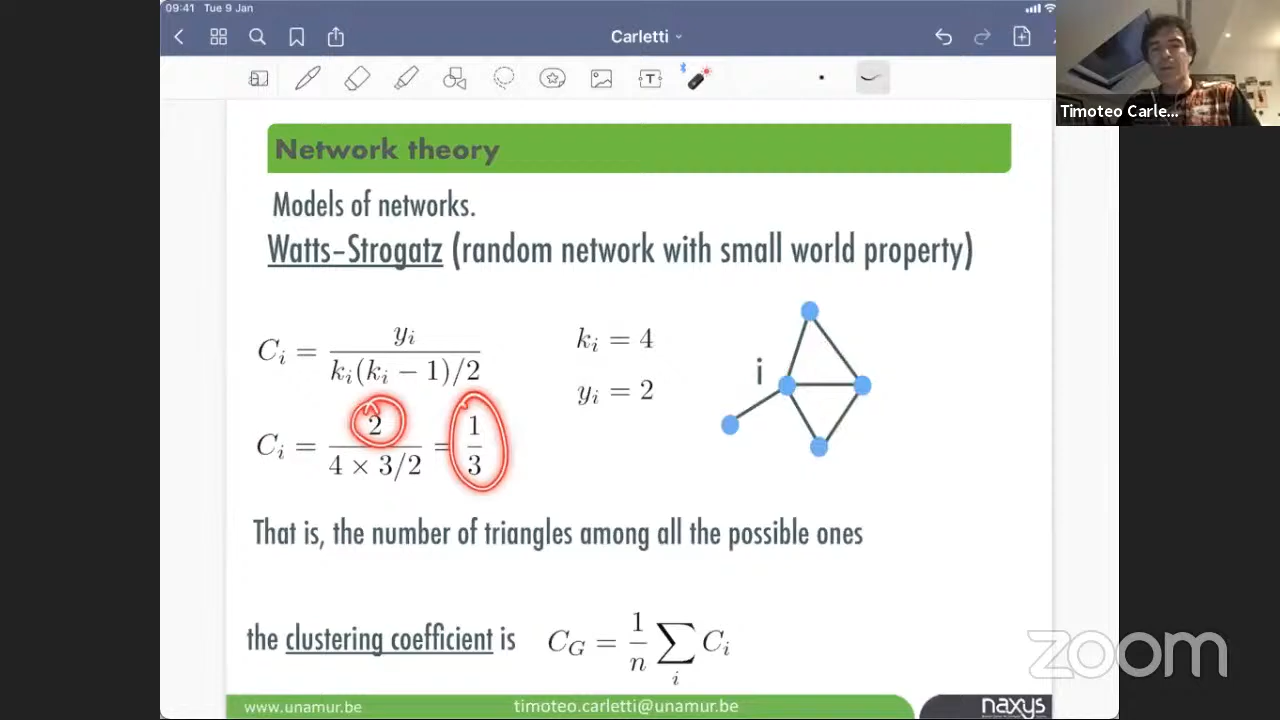 09:41 Tue 9 Jan
Carletti
Timoteo Carle...
Network theory
Models of networks.
Watts-Strogatz (random network with small world property)
C_i = y_i / (k_i(k_i − 1)/2)
k_i = 4
y_i = 2
i
C_i = 2 / (4 × 3/2) = 1/3
That is, the number of triangles among all the possible ones
the clustering coefficient is C_G = 1/n ∑_i C_i
zoom
www.unamur.be timoteo.carletti@unamur.be naxys